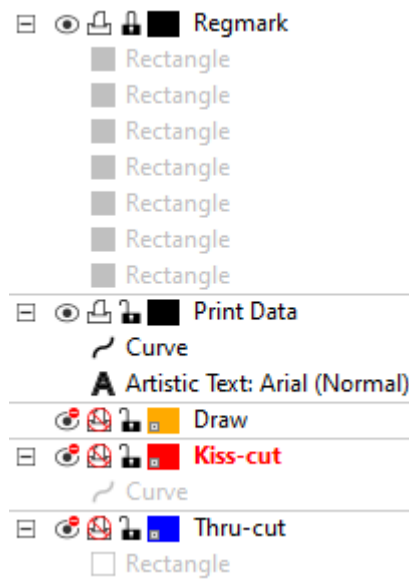 Regmark
Rectangle
Rectangle
Rectangle
Rectangle
Rectangle
Rectangle
Rectangle
Print Data
Curve
Artistic Text: Arial (Normal)
Draw
Kiss-cut
Curve
Thru-cut
Rectangle